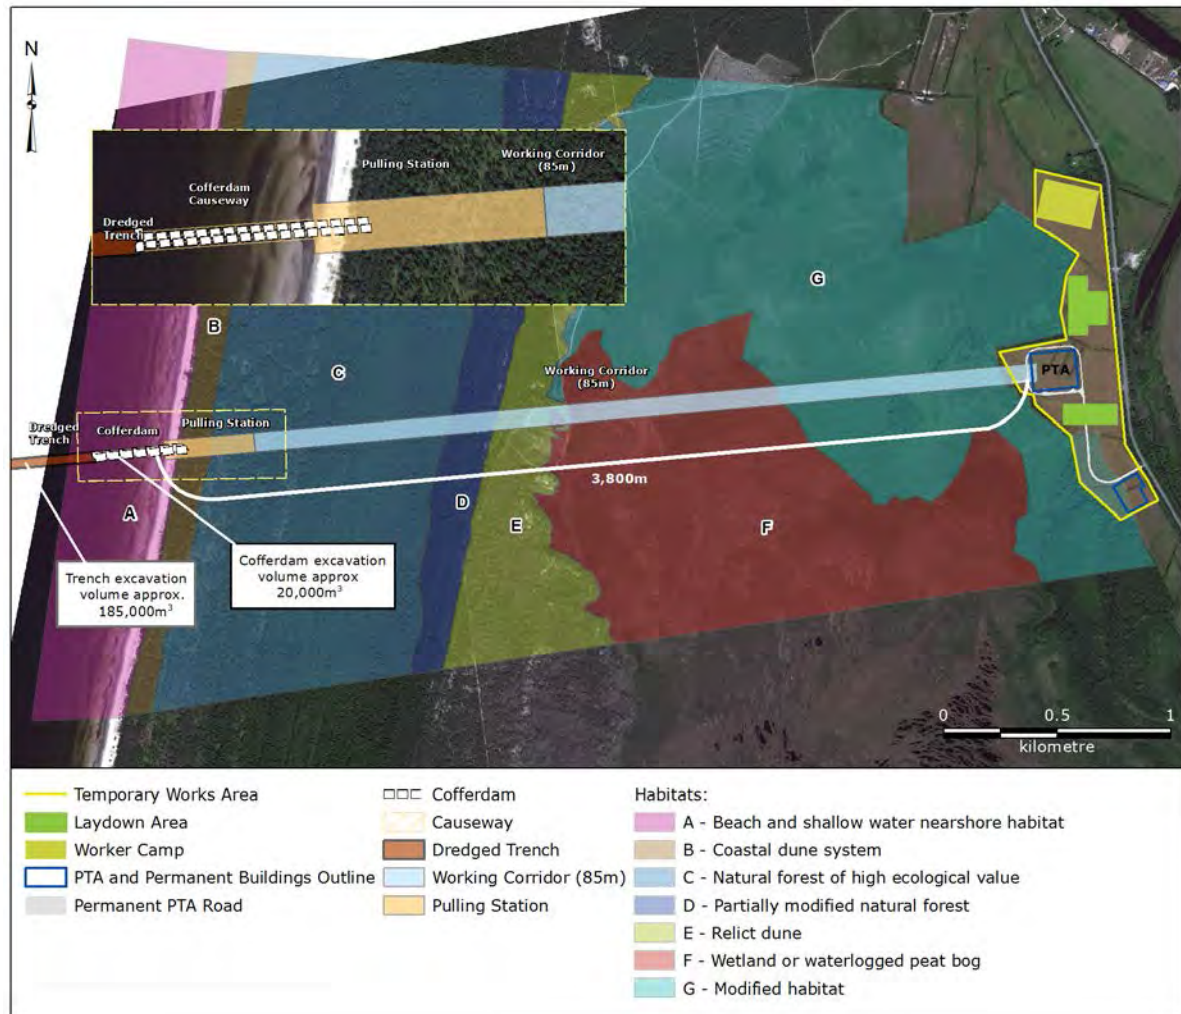 N
Pulling Station
Working Corridor
(85m)
Cofferdam
Causeway
Dredged
Trench
B
G
C
Working Corridor
(85m)
PTA
Dredged
Trench
Cofferdam
Pulling Station
3,800m
A
D
E
F
Trench excavation
volume approx.
185,000m³
Cofferdam excavation
volume approx
20,000m³
0 0.5 1
kilometre
Temporary Works Area
Laydown Area
Worker Camp
PTA and Permanent Buildings Outline
Permanent PTA Road
Cofferdam
Causeway
Dredged Trench
Working Corridor (85m)
Pulling Station
Habitats:
A - Beach and shallow water nearshore habitat
B - Coastal dune system
C - Natural forest of high ecological value
D - Partially modified natural forest
E - Relict dune
F - Wetland or waterlogged peat bog
G - Modified habitat